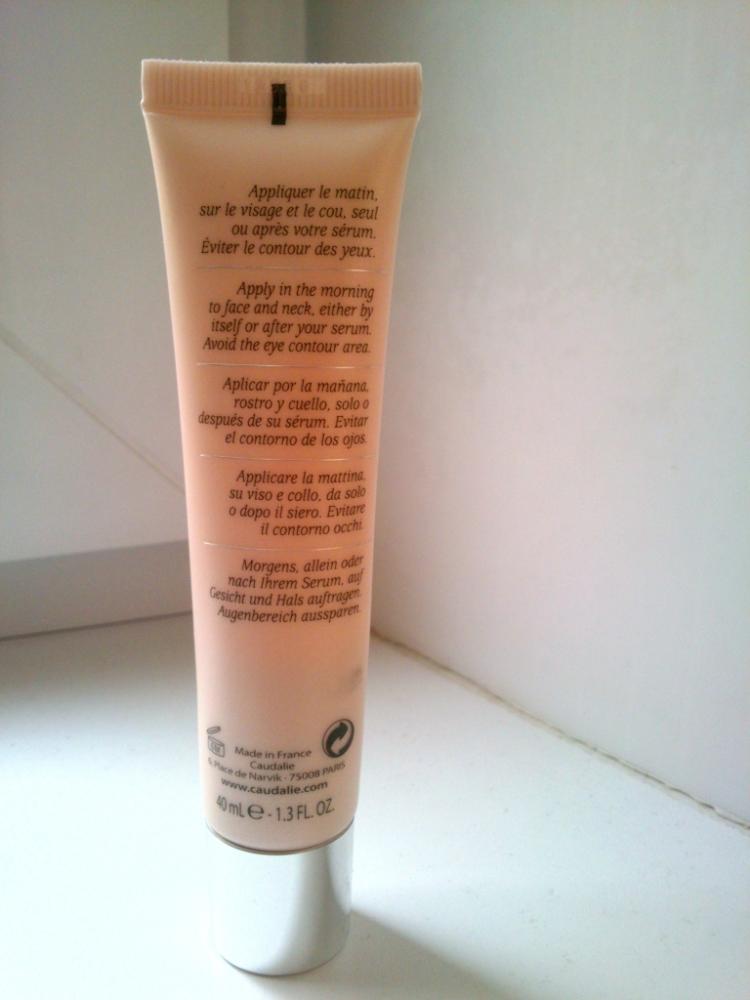 Appliquer le matin,
sur le visage et le cou, seul
ou après votre sérum.
Éviter le contour des yeux.
Apply in the morning
to face and neck, either by
itself or after your serum.
Avoid the eye contour area.
Aplicar por la mañana,
rostro y cuello, solo o
después de su sérum. Evitar
el contorno de los ojos.
Applicare la mattina,
su viso e collo, da solo
o dopo il siero. Evitare
il contorno occhi.
Morgens, allein oder
nach Ihrem Serum, auf
Gesicht und Hals auftragen.
Augenbereich aussparen.
Made in France
Caudalie
6, Place de Narvik - 75008 PARIS
www.caudalie.com
40 mL e - 1.3 FL. OZ.